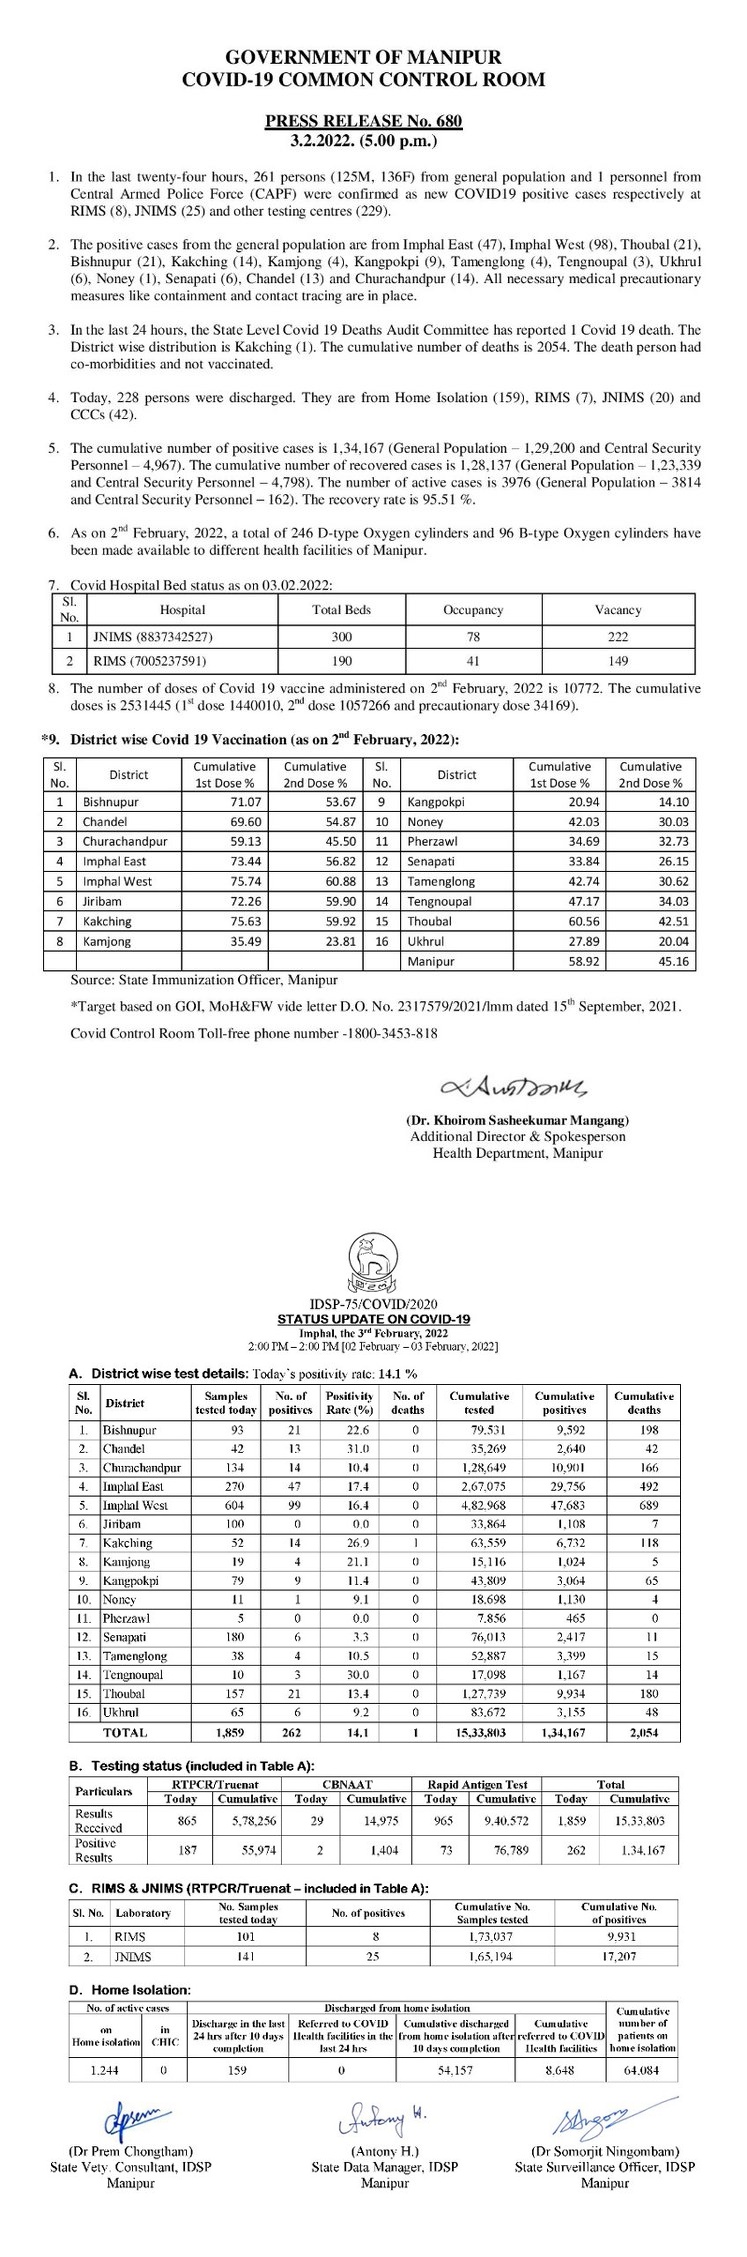 GOVERNMENT OF MANIPUR
COVID-19 COMMON CONTROL ROOM
PRESS RELEASE No. 680
3.2.2022. (5.00 p.m.)
1. In the last twenty-four hours, 261 persons (125M, 136F) from general population and 1 personnel from
Central Armed Police Force (CAPF) were confirmed as new COVID19 positive cases respectively at
RIMS (8), JNIMS (25) and other testing centres (229).
2. The positive cases from the general population are from Imphal East (47), Imphal West (98), Thoubal (21),
Bishnupur (21), Kakching (14), Kamjong (4), Kangpokpi (9), Tamenglong (4), Tengnoupal (3), Ukhrul
(6), Noney (1), Senapati (6), Chandel (13) and Churachandpur (14). All necessary medical precautionary
measures like containment and contact tracing are in place.
3. In the last 24 hours, the State Level Covid 19 Deaths Audit Committee has reported 1 Covid 19 death. The
District wise distribution is Kakching (1). The cumulative number of deaths is 2054. The death person had
co-morbidities and not vaccinated.
4. Today, 228 persons were discharged. They are from Home Isolation (159), RIMS (7), JNIMS (20) and
CCCs (42).
5. The cumulative number of positive cases is 1,34,167 (General Population – 1,29,200 and Central Security
Personnel – 4,967). The cumulative number of recovered cases is 1,28,137 (General Population – 1,23,339
and Central Security Personnel – 4,798). The number of active cases is 3976 (General Population – 3814
and Central Security Personnel – 162). The recovery rate is 95.51 %.
6. As on 2nd February, 2022, a total of 246 D-type Oxygen cylinders and 96 B-type Oxygen cylinders have
been made available to different health facilities of Manipur.
7. Covid Hospital Bed status as on 03.02.2022:
Sl. No. Hospital Total Beds Occupancy Vacancy
1 JNIMS (8837342527) 300 78 222
2 RIMS (7005237591) 190 41 149
8. The number of doses of Covid 19 vaccine administered on 2nd February, 2022 is 10772. The cumulative
doses is 2531445 (1st dose 1440010, 2nd dose 1057266 and precautionary dose 34169).
*9. District wise Covid 19 Vaccination (as on 2nd February, 2022):
Sl. No. District Cumulative 1st Dose % Cumulative 2nd Dose % Sl. No. District Cumulative 1st Dose % Cumulative 2nd Dose %
1 Bishnupur 71.07 53.67 9 Kangpokpi 20.94 14.10
2 Chandel 69.60 54.87 10 Noney 42.03 30.03
3 Churachandpur 59.13 45.50 11 Pherzawl 34.69 32.73
4 Imphal East 73.44 56.82 12 Senapati 33.84 26.15
5 Imphal West 75.74 60.88 13 Tamenglong 42.74 30.62
6 Jiribam 72.26 59.90 14 Tengnoupal 47.17 34.03
7 Kakching 75.63 59.92 15 Thoubal 60.56 42.51
8 Kamjong 35.49 23.81 16 Ukhrul 27.89 20.04
Manipur 58.92 45.16
Source: State Immunization Officer, Manipur
*Target based on GOI, MoH&FW vide letter D.O. No. 2317579/2021/Imm dated 15th September, 2021.
Covid Control Room Toll-free phone number -1800-3453-818
(Dr. Khoirom Sasheekumar Mangang)
Additional Director & Spokesperson
Health Department, Manipur
IDSP-75/COVID/2020
STATUS UPDATE ON COVID-19
Imphal, the 3rd February, 2022
2:00 PM – 2:00 PM [02 February – 03 February, 2022]
A. District wise test details: Today's positivity rate: 14.1 %
Sl. No. District Samples tested today No. of positives Positivity Rate (%) No. of deaths Cumulative tested Cumulative positives Cumulative deaths
1. Bishnupur 93 21 22.6 0 79,531 9,592 198
2. Chandel 42 13 31.0 0 35,269 2,640 42
3. Churachandpur 134 14 10.4 0 1,28,649 10,901 166
4. Imphal East 270 47 17.4 0 2,67,075 29,756 492
5. Imphal West 604 99 16.4 0 4,82,968 47,683 689
6. Jiribam 100 0 0.0 0 33,864 1,108 7
7. Kakching 52 14 26.9 1 63,559 6,732 118
8. Kamjong 19 4 21.1 0 15,116 1,024 5
9. Kangpokpi 79 9 11.4 0 43,809 3,064 65
10. Noney 11 1 9.1 0 18,698 1,130 4
11. Pherzawl 5 0 0.0 0 7,856 465 0
12. Senapati 180 6 3.3 0 76,013 2,417 11
13. Tamenglong 38 4 10.5 0 52,887 3,399 15
14. Tengnoupal 10 3 30.0 0 17,098 1,167 14
15. Thoubal 157 21 13.4 0 1,27,739 9,934 180
16. Ukhrul 65 6 9.2 0 83,672 3,155 48
TOTAL 1,859 262 14.1 1 15,33,803 1,34,167 2,054
B. Testing status (included in Table A):
Particulars RTPCR/Truenat CBNAAT Rapid Antigen Test Total
Today Cumulative Today Cumulative Today Cumulative Today Cumulative
Results Received 865 5,78,256 29 14,975 965 9,40,572 1,859 15,33,803
Positive Results 187 55,974 2 1,404 73 76,789 262 1,34,167
C. RIMS & JNIMS (RTPCR/Truenat – included in Table A):
Sl. No. Laboratory No. Samples tested today No. of positives Cumulative No. Samples tested Cumulative No. of positives
1. RIMS 101 8 1,73,037 9,931
2. JNIMS 141 25 1,65,194 17,207
D. Home Isolation:
No. of active cases Discharged from home isolation Cumulative number of patients on home isolation
on Home isolation in CHIC Discharge in the last 24 hrs after 10 days completion Referred to COVID Health facilities in the last 24 hrs Cumulative discharged from home isolation after 10 days completion Cumulative referred to COVID Health facilities
1,244 0 159 0 54,157 8,648 64,084
Antony H.
(Dr Prem Chongtham) (Antony H.) (Dr Somorjit Ningombam)
State Vety. Consultant, IDSP State Data Manager, IDSP State Surveillance Officer, IDSP
Manipur Manipur Manipur